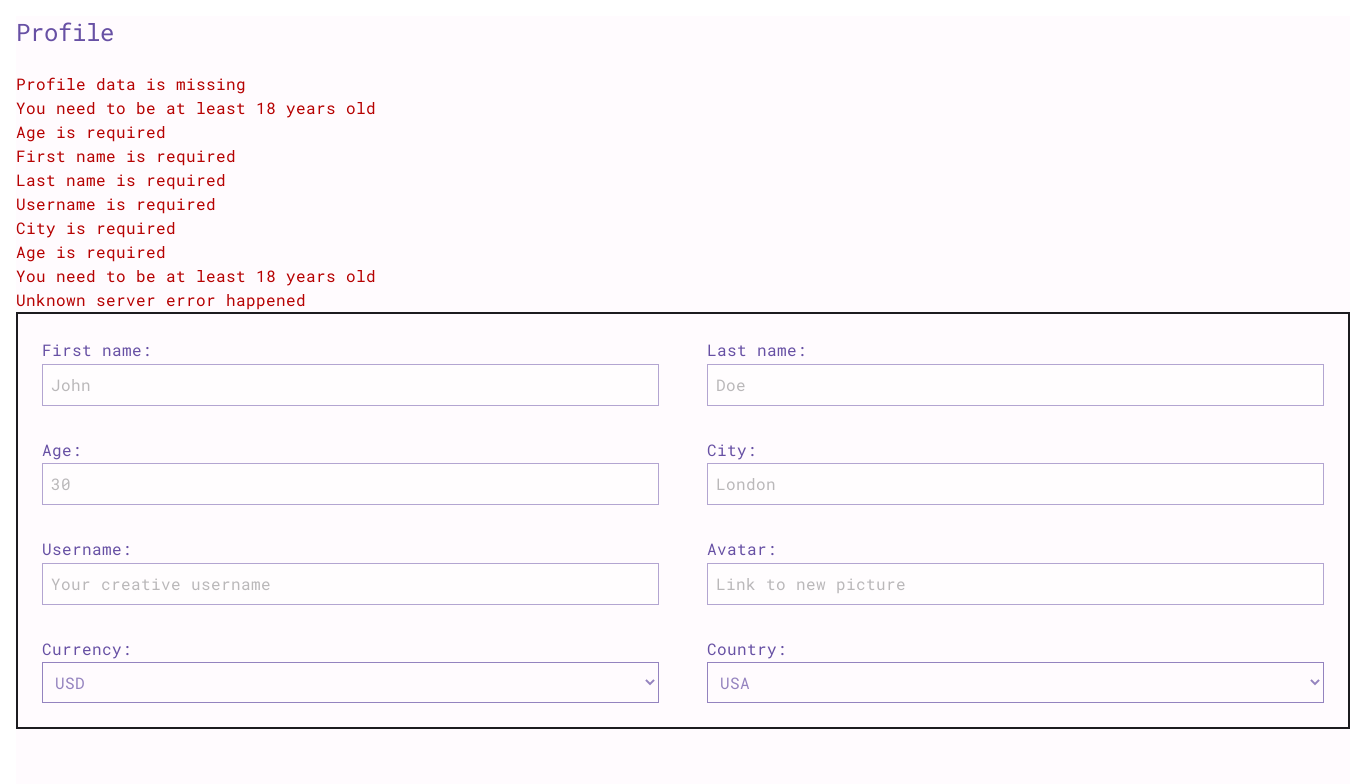 Profile
Profile data is missing
You need to be at least 18 years old
Age is required
First name is required
Last name is required
Username is required
City is required
Age is required
You need to be at least 18 years old
Unknown server error happened
First name:
Last name:
John
Doe
Age:
City:
30
London
Username:
Avatar:
Your creative username
Link to new picture
Currency:
Country:
USD
USA